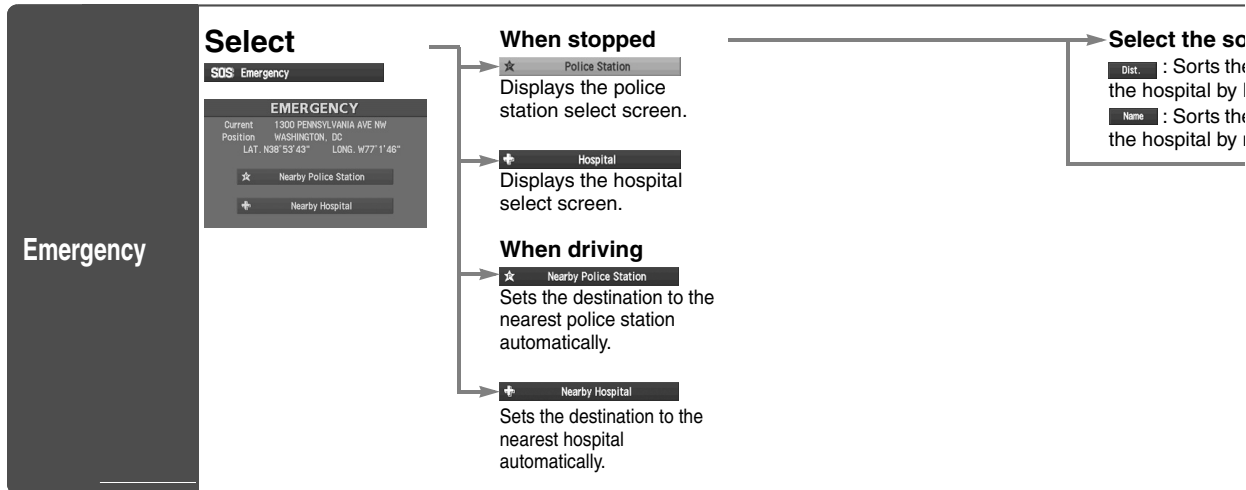 Emergency
Select
SOS Emergency
EMERGENCY
Current 1300 PENNSYLVANIA AVE NW
Position WASHINGTON, DC
LAT. N38°53'43" LONG. W77°1'46"
Nearby Police Station
Nearby Hospital
When stopped
Police Station
Displays the police
station select screen.
Hospital
Displays the hospital
select screen.
When driving
Nearby Police Station
Sets the destination to the
nearest police station
automatically.
Nearby Hospital
Sets the destination to the
nearest hospital
automatically.
Select the
Dist. : Sorts
the hospital by
Name : Sorts
the hospital by